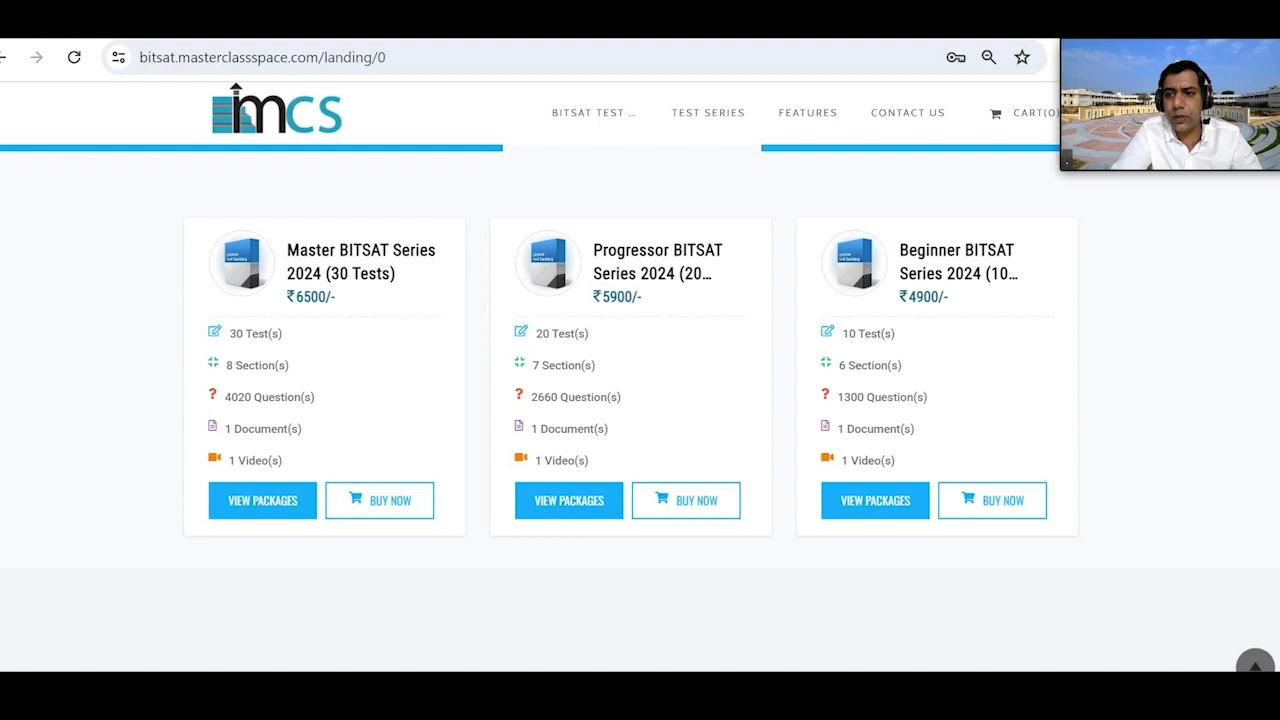 bitsat.masterclassspace.com/landing/0
imcs
BITSAT TEST ...
TEST SERIES
FEATURES
CONTACT US
CART(0)
Master BITSAT Series
2024 (30 Tests)
₹6500/-
30 Test(s)
8 Section(s)
? 4020 Question(s)
1 Document(s)
1 Video(s)
VIEW PACKAGES
BUY NOW
Progressor BITSAT
Series 2024 (20...
₹5900/-
20 Test(s)
7 Section(s)
? 2660 Question(s)
1 Document(s)
1 Video(s)
VIEW PACKAGES
BUY NOW
Beginner BITSAT
Series 2024 (10...
₹4900/-
10 Test(s)
6 Section(s)
? 1300 Question(s)
1 Document(s)
1 Video(s)
VIEW PACKAGES
BUY NOW